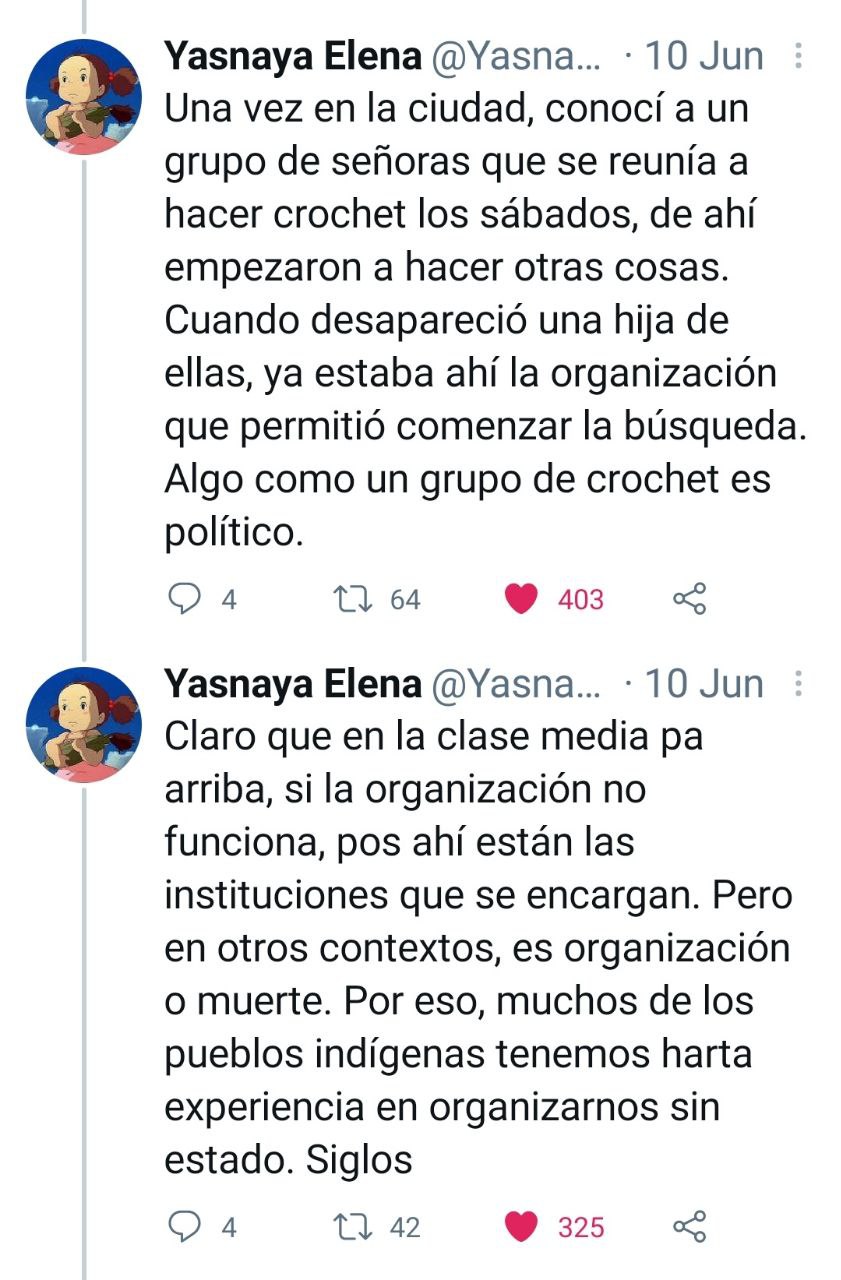 Yasnaya Elena @Yasna... · 10 Jun
Una vez en la ciudad, conocí a un
grupo de señoras que se reunía a
hacer crochet los sábados, de ahí
empezaron a hacer otras cosas.
Cuando desapareció una hija de
ellas, ya estaba ahí la organización
que permitió comenzar la búsqueda.
Algo como un grupo de crochet es
político.
4 64 403
Yasnaya Elena @Yasna... · 10 Jun
Claro que en la clase media pa
arriba, si la organización no
funciona, pos ahí están las
instituciones que se encargan. Pero
en otros contextos, es organización
o muerte. Por eso, muchos de los
pueblos indígenas tenemos harta
experiencia en organizarnos sin
estado. Siglos
4 42 325